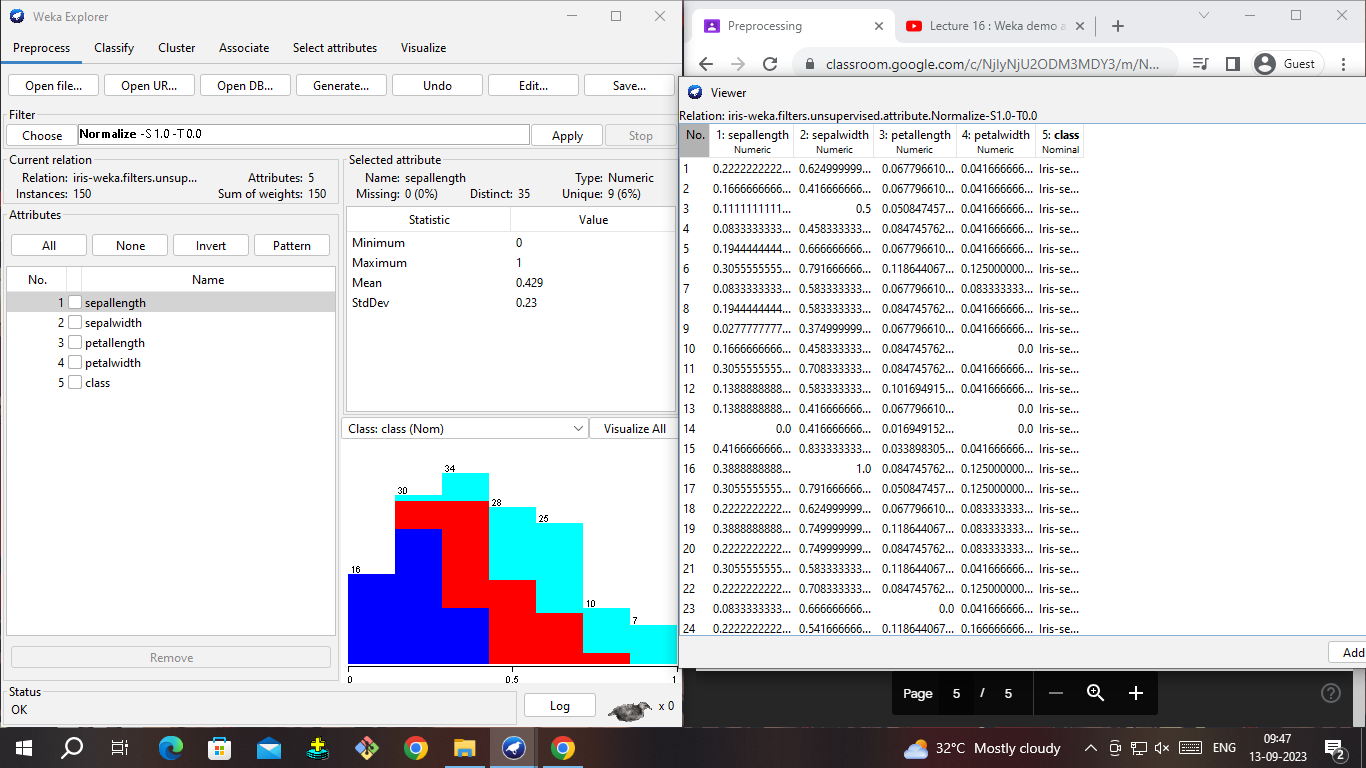 Weka Explorer
Preprocess Classify Cluster Associate Select attributes Visualize
Open file... Open UR... Open DB... Generate... Undo Edit... Save...
Filter
Choose Normalize -S 1.0 -T 0.0 Apply Stop
Current relation
Relation: iris-weka.filters.unsup... Attributes: 5
Instances: 150 Sum of weights: 150
Attributes
All None Invert Pattern
No. Name
1 sepallength
2 sepalwidth
3 petallength
4 petalwidth
5 class
Remove
Status
OK
Log x 0
Selected attribute
Name: sepallength Type: Numeric
Missing: 0 (0%) Distinct: 35 Unique: 9 (6%)
Statistic Value
Minimum 0
Maximum 1
Mean 0.429
StdDev 0.23
Class: class (Nom) Visualize All
16 30 34 28 25 10 7
0 0.5 1
Preprocessing Lecture 16 : Weka demo a
classroom.google.com/c/NjIyNjU2ODM3MDY3/m/N... Guest
Viewer
Relation: iris-weka.filters.unsupervised.attribute.Normalize-S1.0-T0.0
No. 1: sepallength 2: sepalwidth 3: petallength 4: petalwidth 5: class
Numeric Numeric Numeric Numeric Nominal
1 0.2222222222... 0.624999999... 0.067796610... 0.041666666... Iris-se...
2 0.1666666666... 0.416666666... 0.067796610... 0.041666666... Iris-se...
3 0.1111111111... 0.5 0.050847457... 0.041666666... Iris-se...
4 0.0833333333... 0.458333333... 0.084745762... 0.041666666... Iris-se...
5 0.1944444444... 0.666666666... 0.067796610... 0.041666666... Iris-se...
6 0.3055555555... 0.791666666... 0.118644067... 0.125000000... Iris-se...
7 0.0833333333... 0.583333333... 0.067796610... 0.083333333... Iris-se...
8 0.1944444444... 0.583333333... 0.084745762... 0.041666666... Iris-se...
9 0.0277777777... 0.374999999... 0.067796610... 0.041666666... Iris-se...
10 0.1666666666... 0.458333333... 0.084745762... 0.0 Iris-se...
11 0.3055555555... 0.708333333... 0.084745762... 0.041666666... Iris-se...
12 0.1388888888... 0.583333333... 0.101694915... 0.041666666... Iris-se...
13 0.1388888888... 0.416666666... 0.067796610... 0.0 Iris-se...
14 0.0 0.416666666... 0.016949152... 0.0 Iris-se...
15 0.4166666666... 0.833333333... 0.033898305... 0.041666666... Iris-se...
16 0.3888888888... 1.0 0.084745762... 0.125000000... Iris-se...
17 0.3055555555... 0.791666666... 0.050847457... 0.125000000... Iris-se...
18 0.2222222222... 0.624999999... 0.067796610... 0.083333333... Iris-se...
19 0.3888888888... 0.749999999... 0.118644067... 0.083333333... Iris-se...
20 0.2222222222... 0.749999999... 0.084745762... 0.083333333... Iris-se...
21 0.3055555555... 0.583333333... 0.118644067... 0.041666666... Iris-se...
22 0.2222222222... 0.708333333... 0.084745762... 0.125000000... Iris-se...
23 0.0833333333... 0.666666666... 0.0 0.041666666... Iris-se...
24 0.2222222222... 0.541666666... 0.118644067... 0.166666666... Iris-se...
Add
Page 5 / 5
32°C Mostly cloudy ENG 09:47
13-09-2023
2